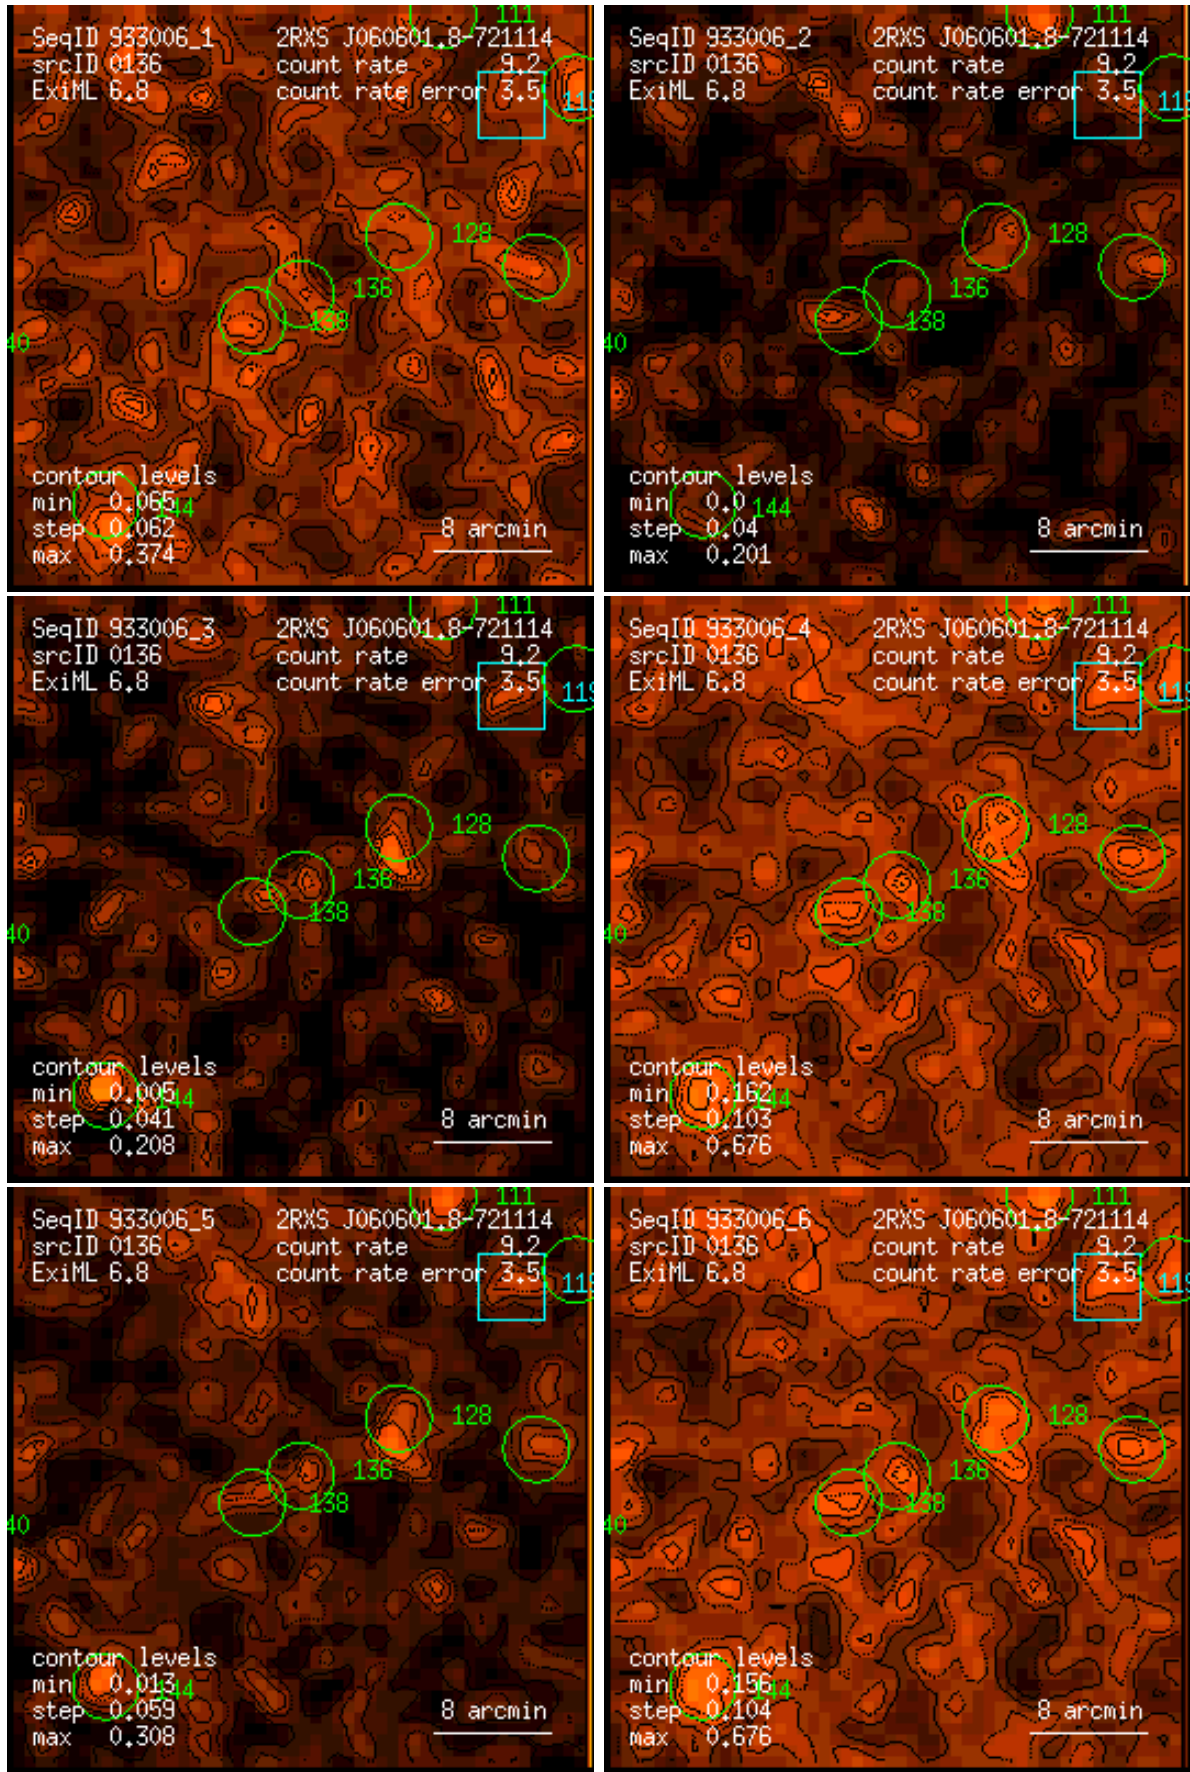 111
SeqID 933006_1 2RXS J060601.8-721114
srcID 0136 count rate 9.2
ExiML 6.8 count rate error 3.5
119
128
136
138
40
contour levels
min 0.065 144
step 0.062 8 arcmin
max 0.374
111
SeqID 933006_2 2RXS J060601.8-721114
srcID 0136 count rate 9.2
ExiML 6.8 count rate error 3.5
119
128
136
138
40
contour levels
min 0.0 144
step 0.04 8 arcmin
max 0.201
111
SeqID 933006_3 2RXS J060601.8-721114
srcID 0136 count rate 9.2
ExiML 6.8 count rate error 3.5
119
128
136
138
40
contour levels
min 0.005 144
step 0.041 8 arcmin
max 0.208
111
SeqID 933006_4 2RXS J060601.8-721114
srcID 0136 count rate 9.2
ExiML 6.8 count rate error 3.5
119
128
136
138
40
contour levels
min 0.162 144
step 0.103 8 arcmin
max 0.676
111
SeqID 933006_5 2RXS J060601.8-721114
srcID 0136 count rate 9.2
ExiML 6.8 count rate error 3.5
119
128
136
138
40
contour levels
min 0.013 144
step 0.059 8 arcmin
max 0.308
111
SeqID 933006_6 2RXS J060601.8-721114
srcID 0136 count rate 9.2
ExiML 6.8 count rate error 3.5
119
128
136
138
40
contour levels
min 0.156 144
step 0.104 8 arcmin
max 0.676